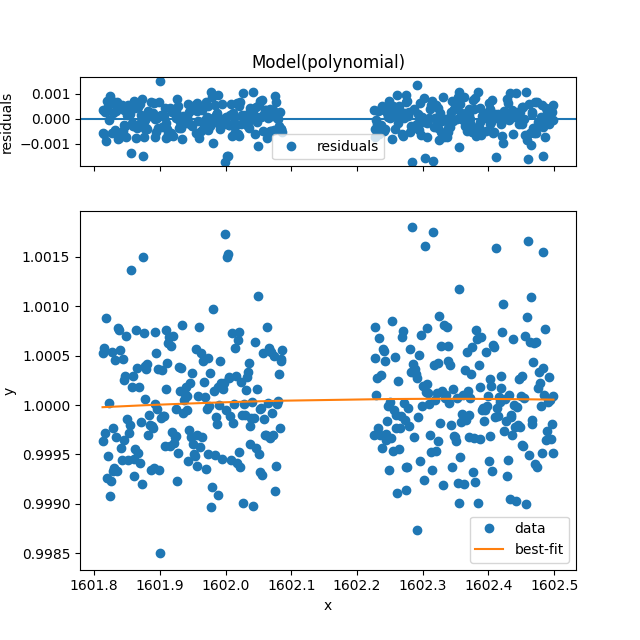 Model(polynomial)
residuals
0.001
0.000
−0.001
residuals
y
1.0015
1.0010
1.0005
1.0000
0.9995
0.9990
0.9985
data
best-fit
1601.8 1601.9 1602.0 1602.1 1602.2 1602.3 1602.4 1602.5
x